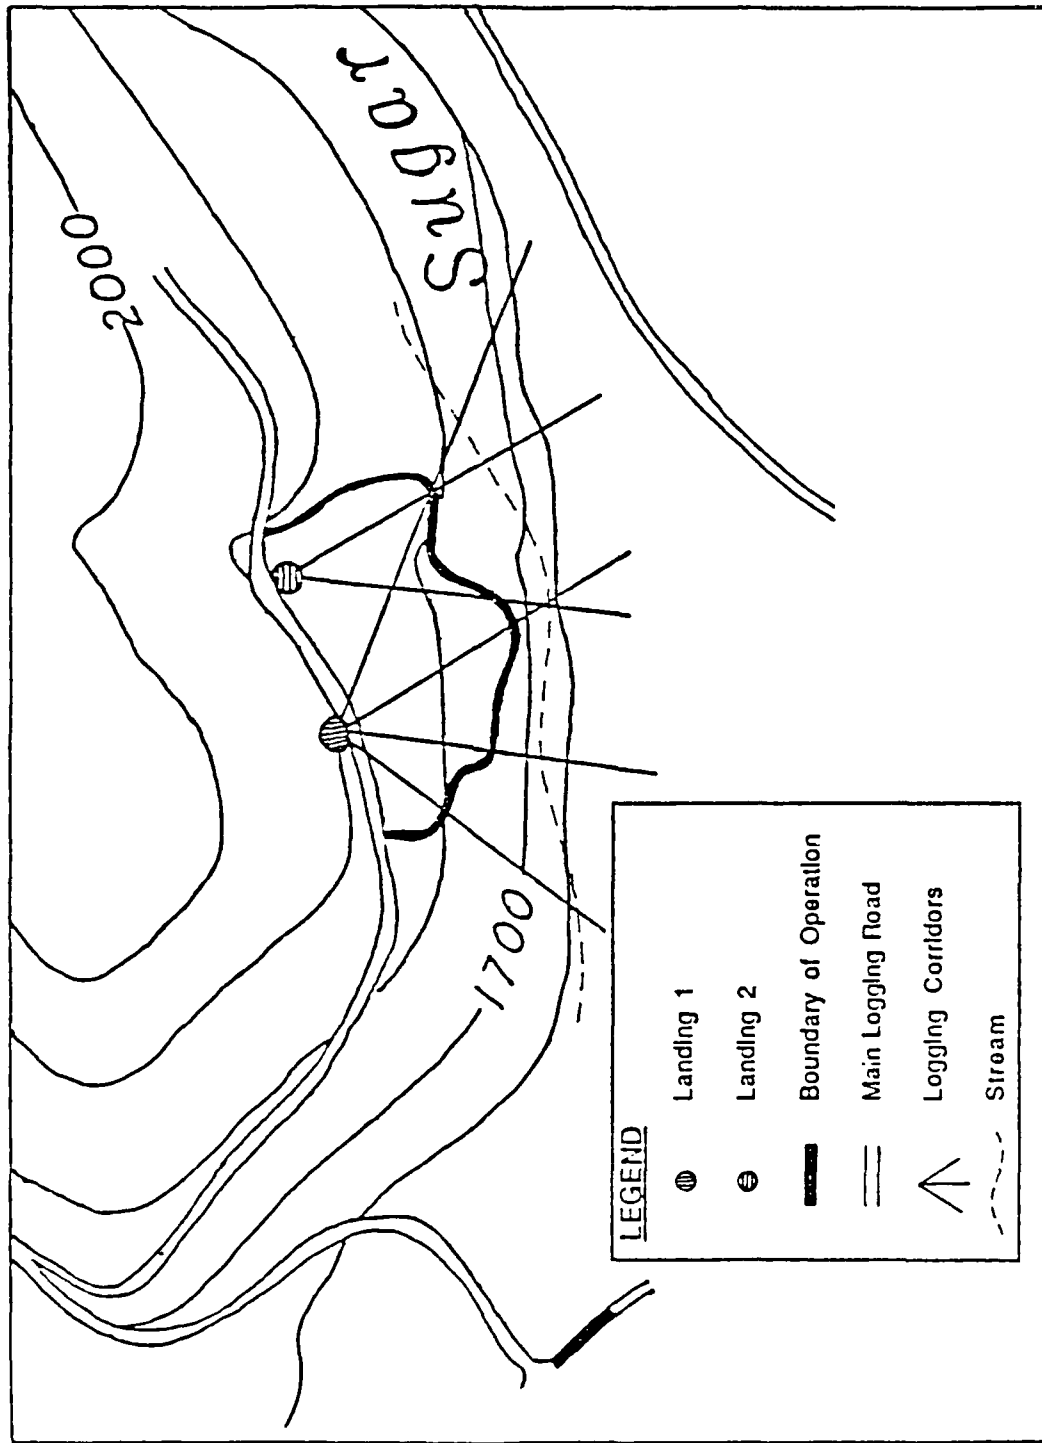 2000
Sugar
1700
LEGEND
Landing 1
Landing 2
Boundary of Operation
Main Logging Road
Logging Corridors
Stream